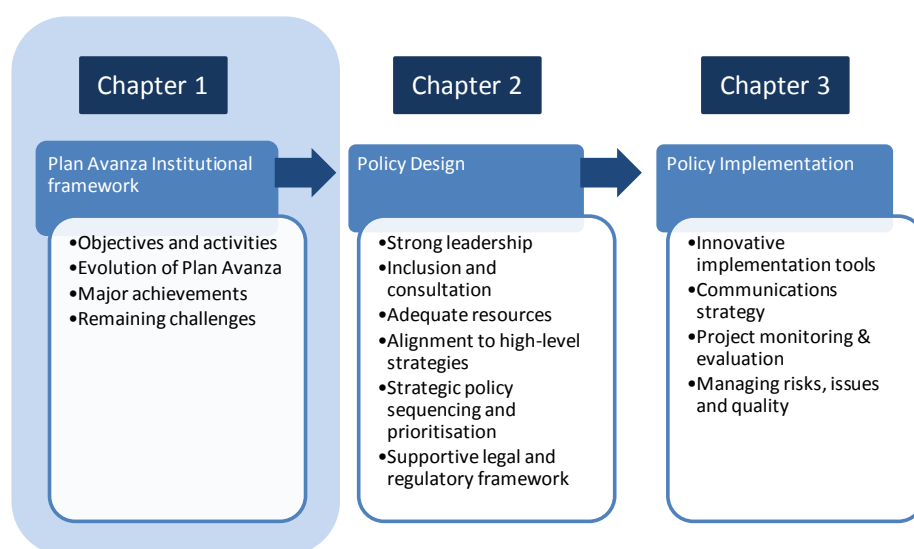 Chapter 1
Plan Avanza Institutional
framework
•Objectives and activities
•Evolution of Plan Avanza
•Major achievements
•Remaining challenges
Chapter 2
Policy Design
•Strong leadership
•Inclusion and
consultation
•Adequate resources
•Alignment to high-level
strategies
•Strategic policy
sequencing and
prioritisation
•Supportive legal and
regulatory framework
Chapter 3
Policy Implementation
•Innovative
implementation tools
•Communications
strategy
•Project monitoring &
evaluation
•Managing risks, issues
and quality